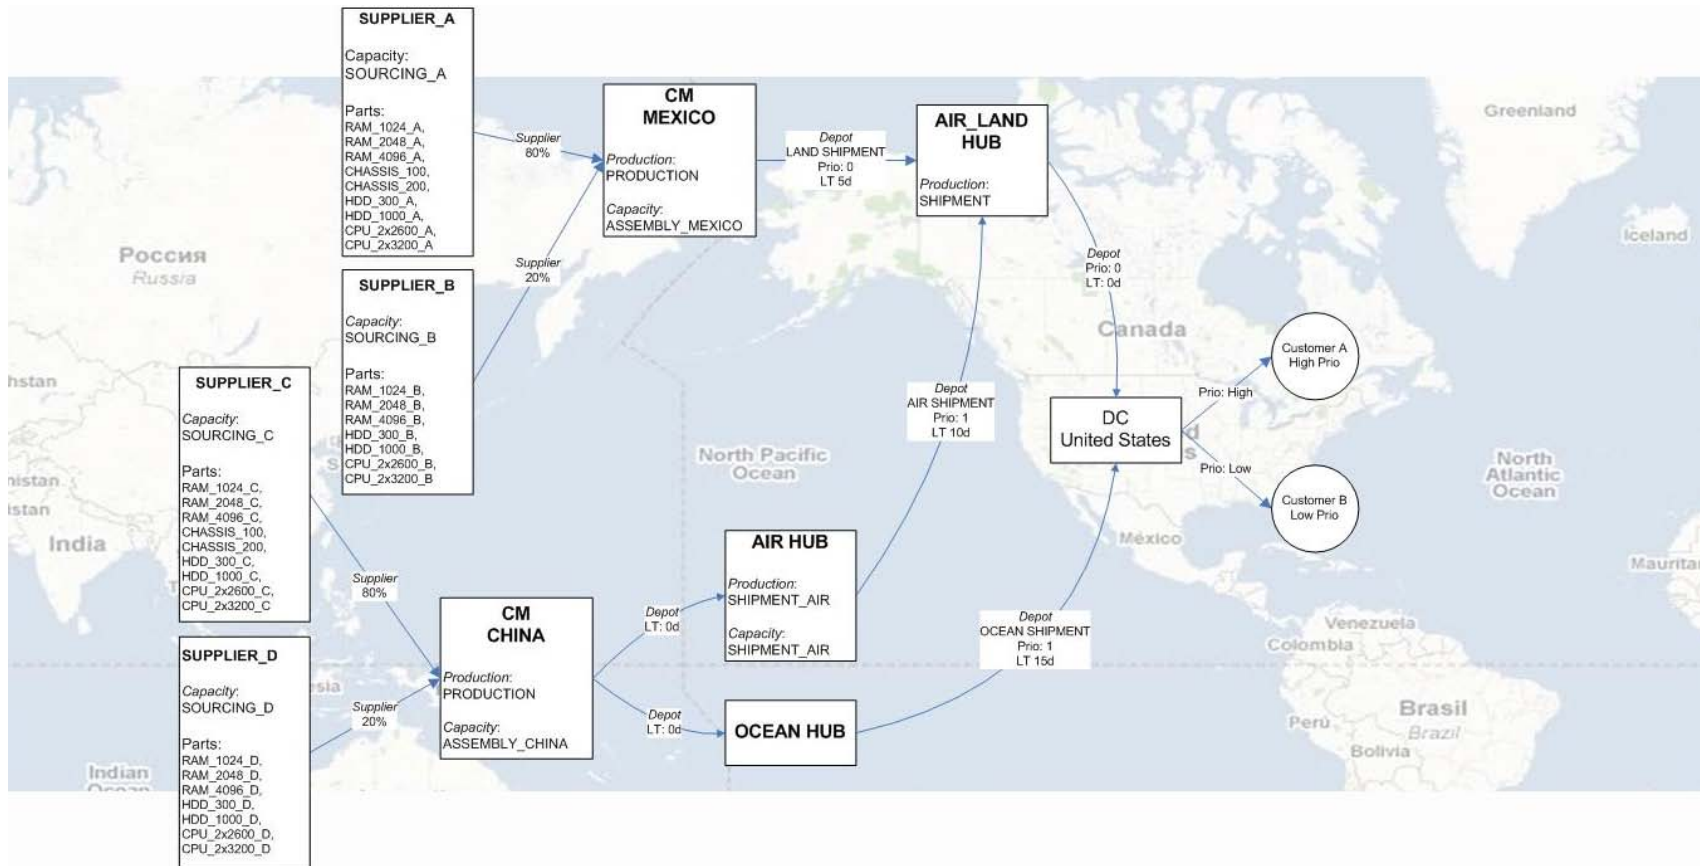 SUPPLIER_A
Capacity:
SOURCING_A
Parts:
RAM_1024_A,
RAM_2048_A,
RAM_4096_A,
CHASSIS_100,
CHASSIS_200,
HDD_300_A,
HDD_1000_A,
CPU_2x2600_A,
CPU_2x3200_A
SUPPLIER_B
Capacity:
SOURCING_B
Parts:
RAM_1024_B,
RAM_2048_B,
RAM_4096_B,
HDD_300_B,
HDD_1000_B,
CPU_2x2600_B,
CPU_2x3200_B
SUPPLIER_C
Capacity:
SOURCING_C
Parts:
RAM_1024_C,
RAM_2048_C,
RAM_4096_C,
CHASSIS_100,
CHASSIS_200,
HDD_300_C,
HDD_1000_C,
CPU_2x2600_C,
CPU_2x3200_C
SUPPLIER_D
Capacity:
SOURCING_D
Parts:
RAM_1024_D,
RAM_2048_D,
RAM_4096_D,
HDD_300_D,
HDD_1000_D,
CPU_2x2600_D,
CPU_2x3200_D
Supplier
80%
Supplier
20%
Supplier
80%
Supplier
20%
CM
MEXICO
Production:
PRODUCTION
Capacity:
ASSEMBLY_MEXICO
CM
CHINA
Production:
PRODUCTION
Capacity:
ASSEMBLY_CHINA
Depot
LAND SHIPMENT
Prio: 0
LT 5d
AIR_LAND
HUB
Production:
SHIPMENT
Depot
LT: 0d
Depot
LT: 0d
AIR HUB
Production:
SHIPMENT_AIR
Capacity:
SHIPMENT_AIR
OCEAN HUB
Depot
AIR SHIPMENT
Prio: 1
LT 10d
Depot
OCEAN SHIPMENT
Prio: 1
LT 15d
Depot
Prio: 0
LT: 0d
DC
United States
Prio: High
Prio: Low
Customer A
High Prio
Customer B
Low Prio
Россия
Russia
hstan
nistan
istan
India
Indian
Ocean
esia
North Pacific
Ocean
Canada
Greenland
Iceland
North
Atlantic
Ocean
México
Mauritan
Venezuela
Colombia
Perú
Brasil
Brazil
Bolivia